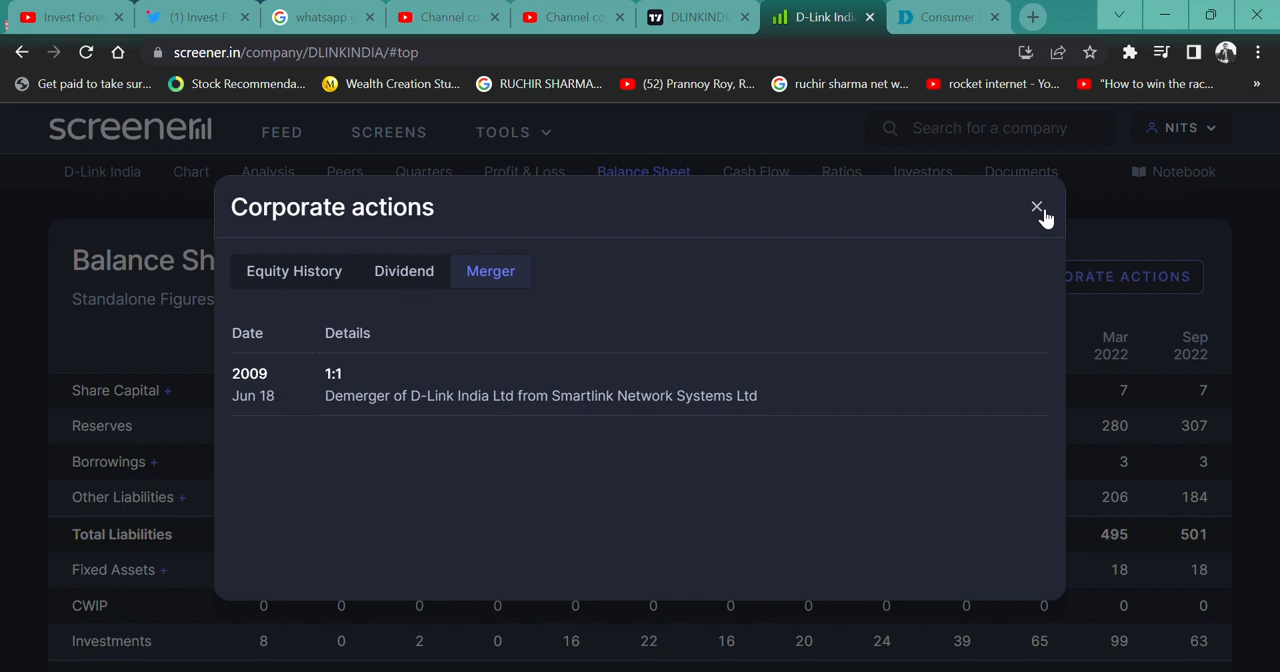 Invest Fore
(1) Invest F
whatsapp g
Channel co
Channel co
DLINKINDI
D-Link Indi
Consumer
screener.in/company/DLINKINDIA/#top
Get paid to take sur...
Stock Recommenda...
Wealth Creation Stu...
RUCHIR SHARMA...
(52) Prannoy Roy, R...
ruchir sharma net w...
rocket internet - Yo...
"How to win the rac...
»
screener
FEED
SCREENS
TOOLS
Search for a company
NITS
D-Link India
Chart
Analysis
Peers
Quarters
Profit & Loss
Balance Sheet
Cash Flow
Ratios
Investors
Documents
Notebook
Corporate actions
Balance Sh
Standalone Figures
ORATE ACTIONS
Equity History
Dividend
Merger
Date Details
2009 1:1
Jun 18 Demerger of D-Link India Ltd from Smartlink Network Systems Ltd
Mar 2022 Sep 2022
Share Capital + 7 7
Reserves 280 307
Borrowings + 3 3
Other Liabilities + 206 184
Total Liabilities 495 501
Fixed Assets + 18 18
CWIP 0 0 0 0 0 0 0 0 0 0 0 0 0
Investments 8 0 2 0 16 22 16 20 24 39 65 99 63